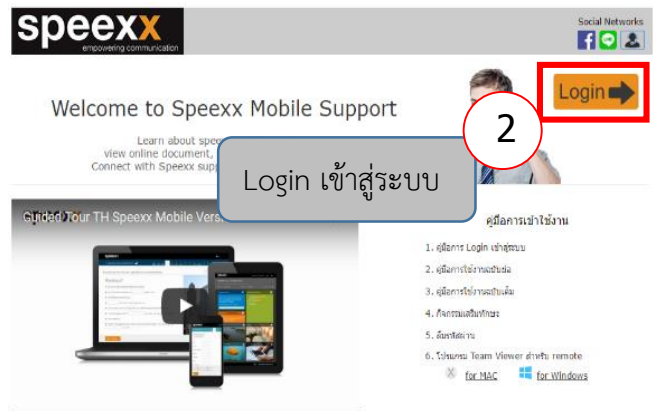 speexx
empowering communication
Social Networks
Login
Welcome to Speexx Mobile Support
2
Learn about spee
view online document,
Connect with Speexx supp
Login เข้าสู่ระบบ
Guided Tour TH Speexx Mobile Vers
คู่มือการเข้าใช้งาน
1. คู่มือการ Login เข้าสู่ระบบ
2. คู่มือการใช้งานฉบับย่อ
3. คู่มือการใช้งานฉบับเต็ม
4. กิจกรรมเสริมทักษะ
5. ลืมรหัสผ่าน
6. โปรแกรม Team Viewer สำหรับ remote
for MAC
for Windows